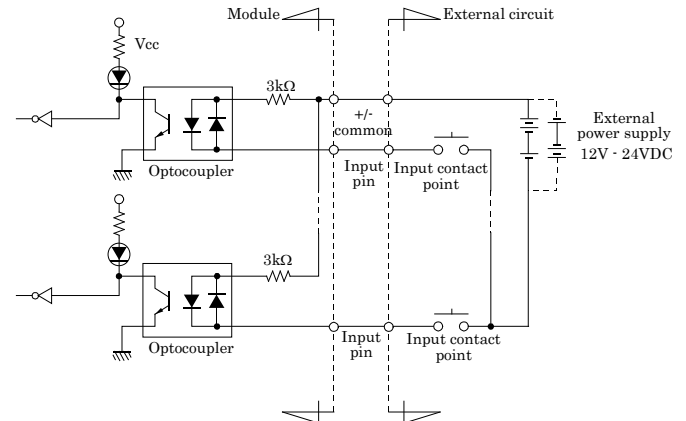 Module
External circuit
Vcc
3kΩ
+/-
common
External
power supply
12V - 24VDC
Optocoupler
Input
pin
Input contact
point
3kΩ
Optocoupler
Input
pin
Input contact
point